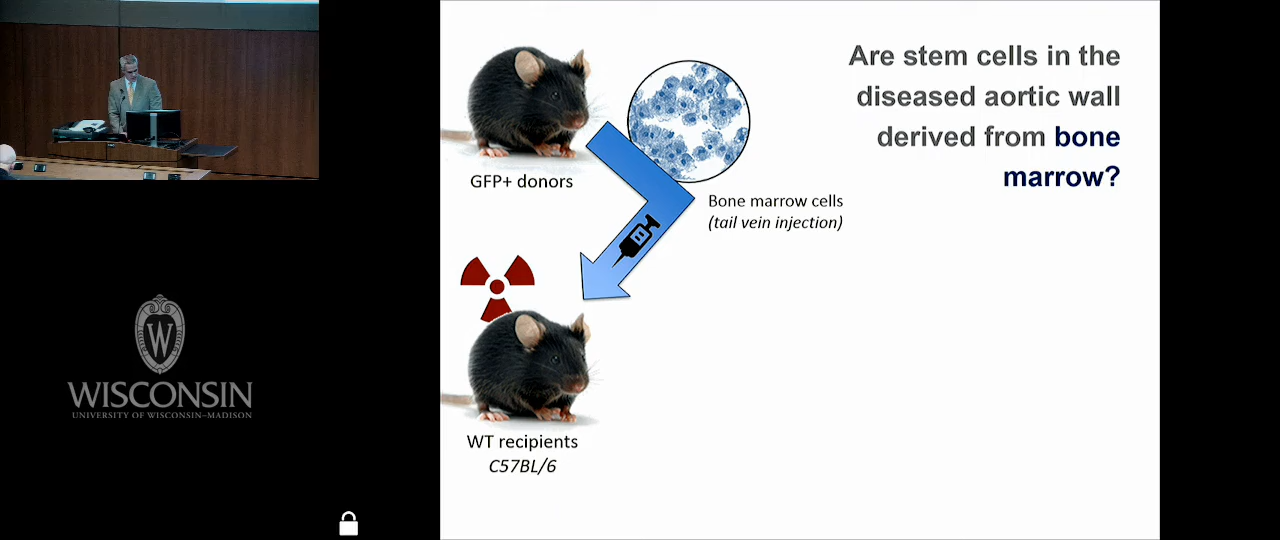 Are stem cells in the
diseased aortic wall
derived from bone
marrow?
GFP+ donors
Bone marrow cells
(tail vein injection)
WT recipients
C57BL/6
W
WISCONSIN
UNIVERSITY OF WISCONSIN–MADISON